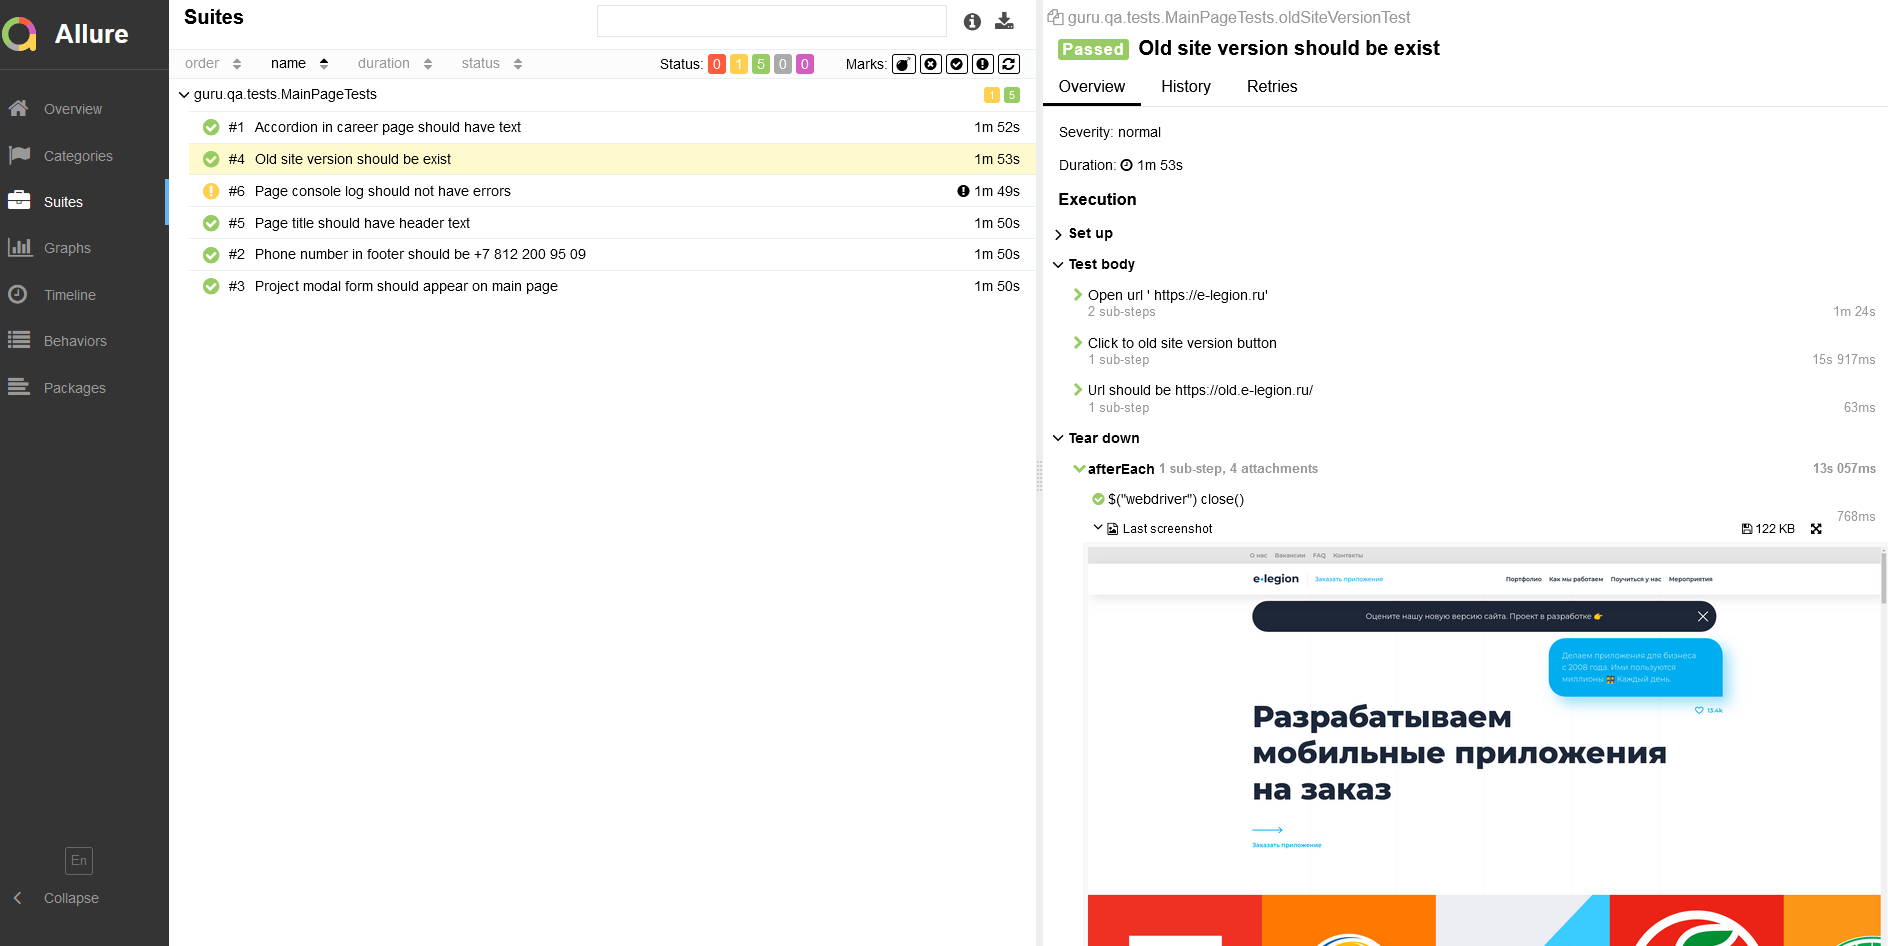 Allure
Overview
Categories
Suites
Graphs
Timeline
Behaviors
Packages
En
Collapse
Suites
order name duration status
Status: 0 1 5 0 0 Marks:
guru.qa.tests.MainPageTests 1 5
#1 Accordion in career page should have text 1m 52s
#4 Old site version should be exist 1m 53s
#6 Page console log should not have errors 1m 49s
#5 Page title should have header text 1m 50s
#2 Phone number in footer should be +7 812 200 95 09 1m 50s
#3 Project modal form should appear on main page 1m 50s
guru.qa.tests.MainPageTests.oldSiteVersionTest
Passed Old site version should be exist
Overview History Retries
Severity: normal
Duration: 1m 53s
Execution
Set up
Test body
Open url ' https://e-legion.ru'
2 sub-steps 1m 24s
Click to old site version button
1 sub-step 15s 917ms
Url should be https://old.e-legion.ru/
1 sub-step 63ms
Tear down
afterEach 1 sub-step, 4 attachments 13s 057ms
$("webdriver") close()
768ms
Last screenshot 122 KB
О нас Вакансии FAQ Контакты
e·legion Заказать приложение Портфолио Как мы работаем Поучиться у нас Мероприятия
Оцените нашу новую версию сайта. Проект в разработке 👉
Делаем приложения для бизнеса
с 2008 года. Ими пользуются
миллионы Каждый день.
13.4k
Разрабатываем
мобильные приложения
на заказ
Заказать приложение